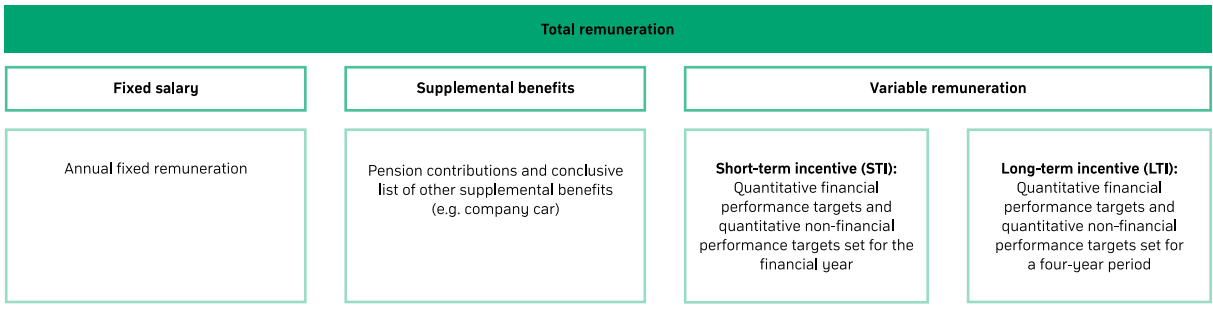 Total remuneration
Fixed salary
Supplemental benefits
Variable remuneration
Annual fixed remuneration
Pension contributions and conclusive
list of other supplemental benefits
(e.g. company car)
Short-term incentive (STI):
Quantitative financial
performance targets and
quantitative non-financial
performance targets set for the
financial year
Long-term incentive (LTI):
Quantitative financial
performance targets and
quantitative non-financial
performance targets set for
a four-year period